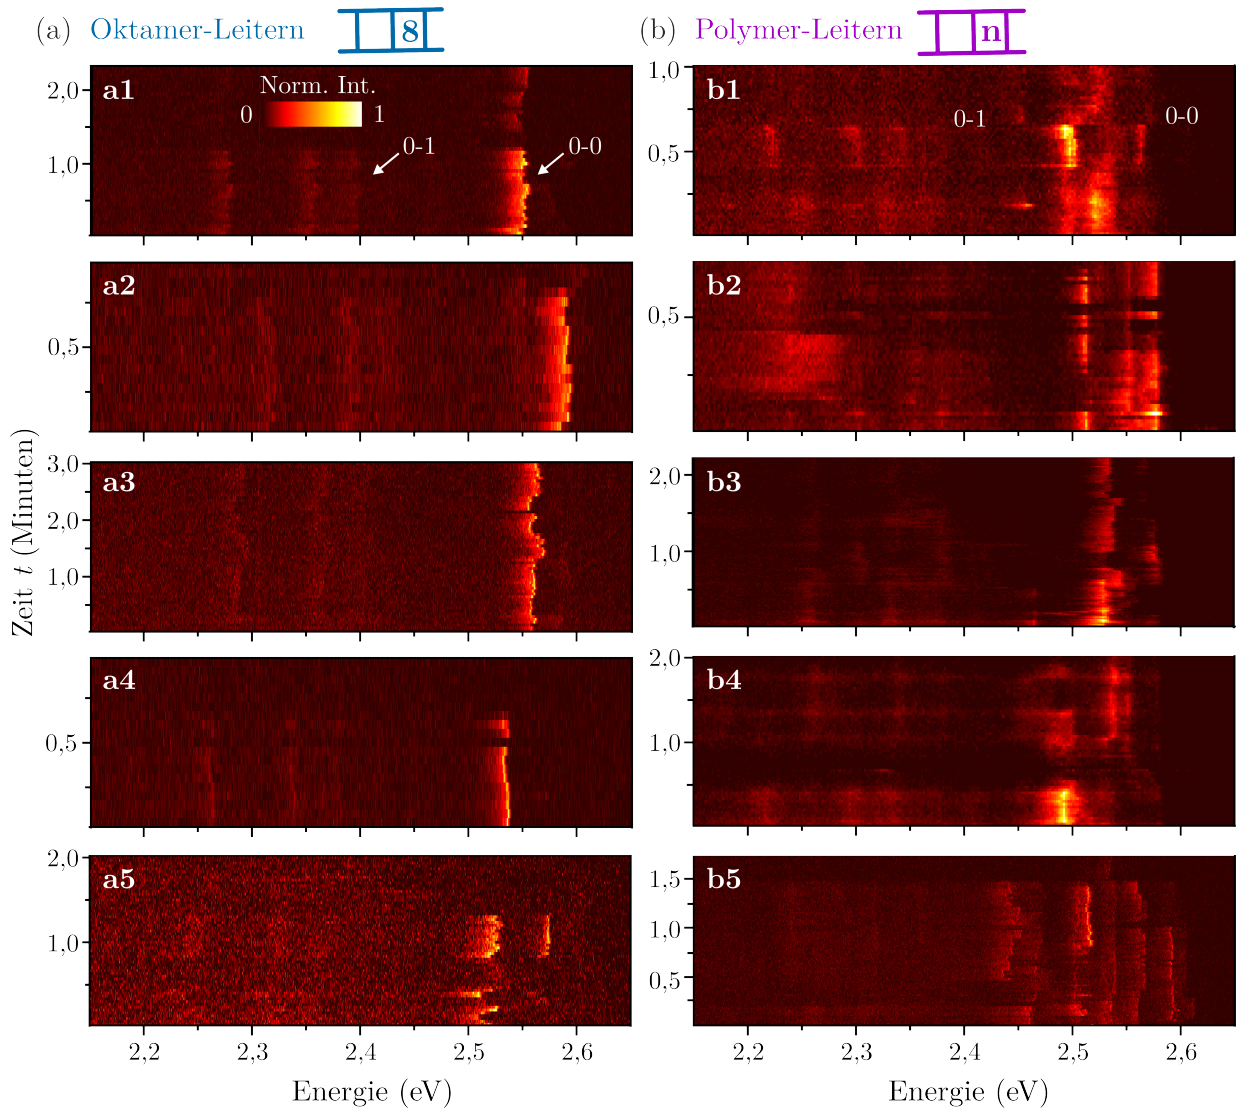 (a) Oktamer-Leitern 8
(b) Polymer-Leitern n
a1
Norm. Int.
0 1
0-1
0-0
2,0
1,0
b1
0-1
0-0
1,0
0,5
a2
0,5
b2
0,5
a3
3,0
2,0
1,0
b3
2,0
1,0
a4
0,5
b4
2,0
1,0
a5
2,0
1,0
b5
1,5
1,0
0,5
Zeit t (Minuten)
2,2 2,3 2,4 2,5 2,6
2,2 2,3 2,4 2,5 2,6
Energie (eV)
Energie (eV)